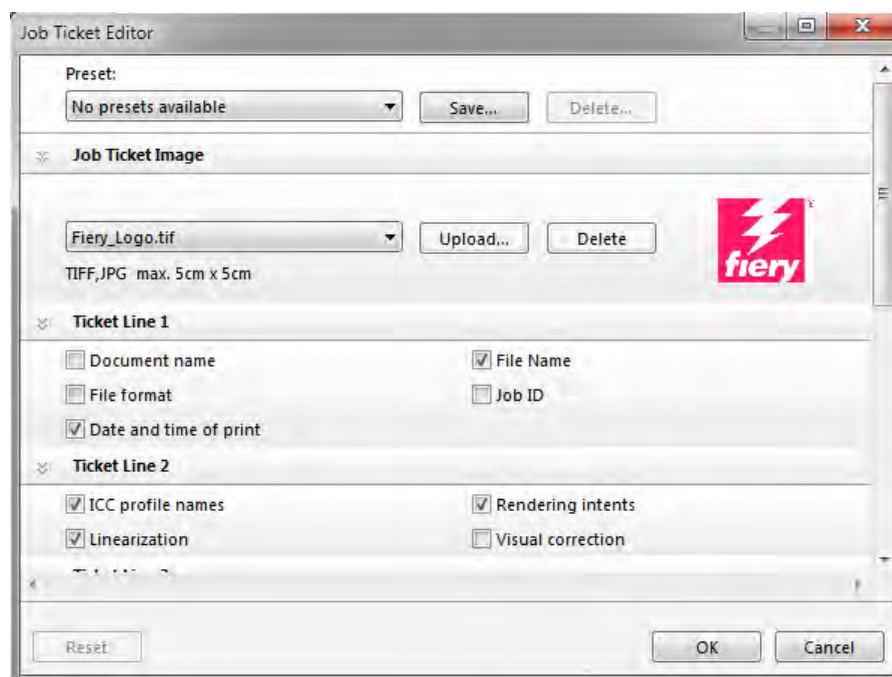 Job Ticket Editor
Preset:
No presets available Save... Delete...
Job Ticket Image
Fiery_Logo.tif Upload... Delete
fiery
TIFF,JPG max. 5cm x 5cm
Ticket Line 1
Document name File Name
File format Job ID
Date and time of print
Ticket Line 2
ICC profile names Rendering intents
Linearization Visual correction
Reset OK Cancel